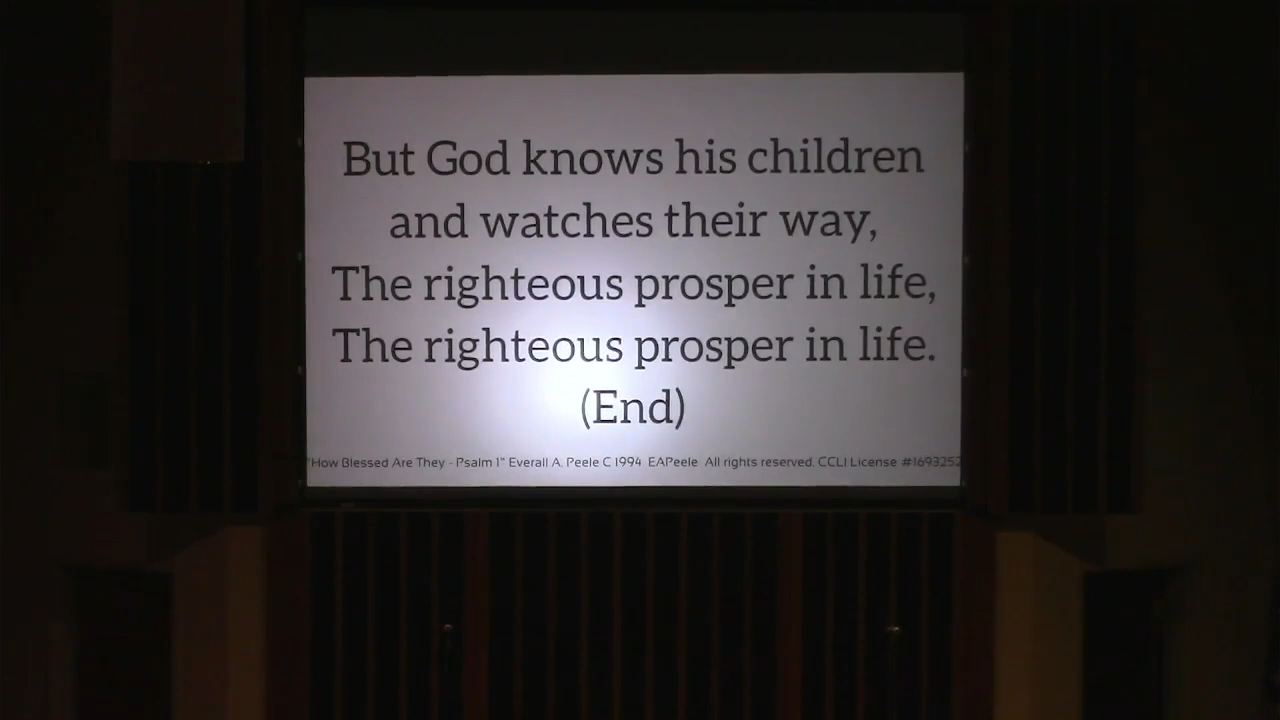 But God knows his children
and watches their way,
The righteous prosper in life,
The righteous prosper in life.
(End)
"How Blessed Are They - Psalm 1" Everall A. Peele C 1994 EAPeele All rights reserved. CCLI License #1693252